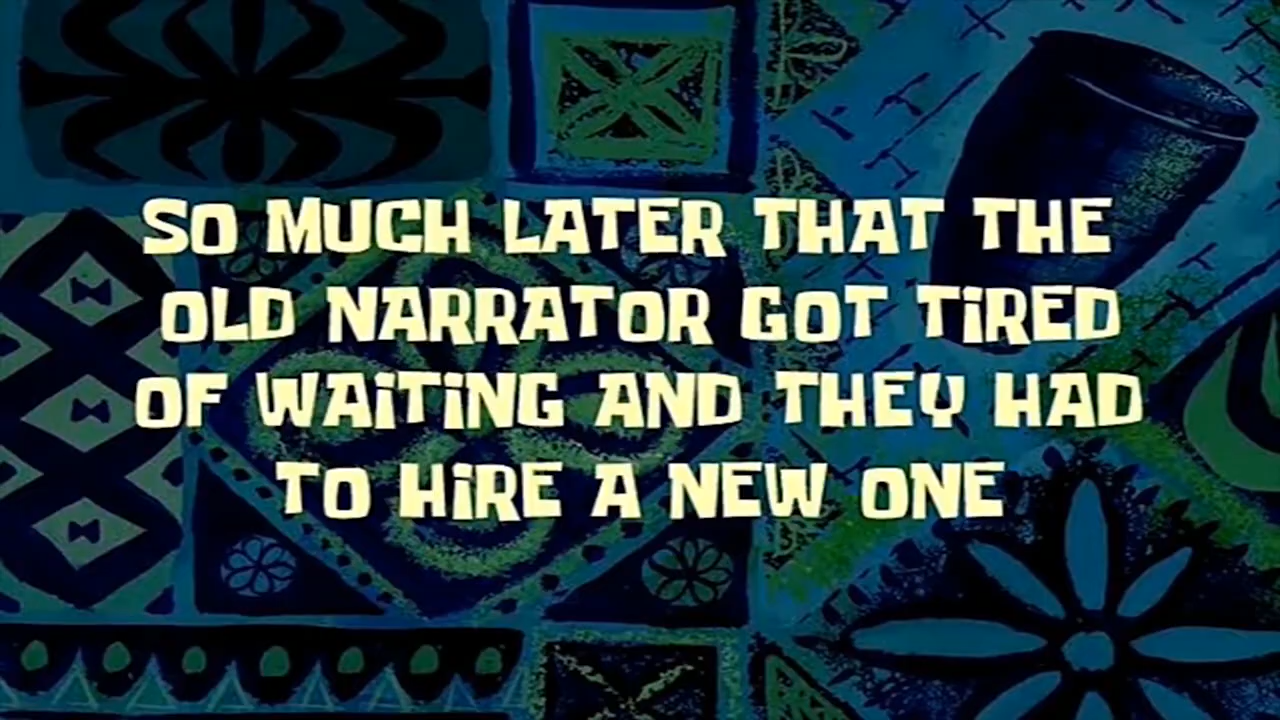 SO MUCH LATER THAT THE
OLD NARRATOR GOT TiRED
OF WAiTiNG AND THEY HAD
TO HiRE A NEW ONE